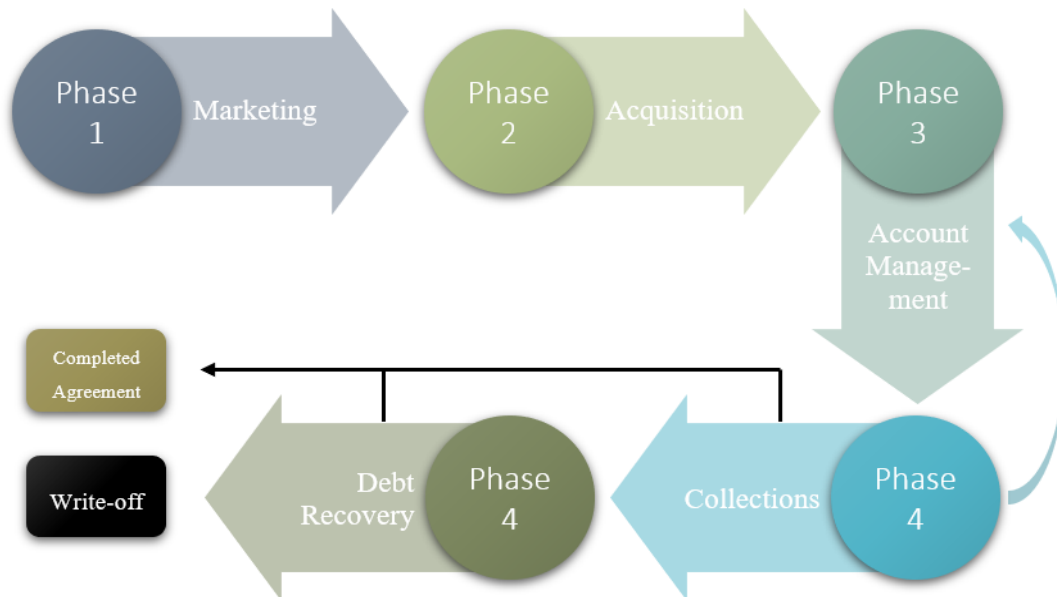 Phase
1
Marketing
Phase
2
Acquisition
Phase
3
Account
Manage-
ment
Completed
Agreement
Write-off
Debt
Recovery
Phase
4
Collections
Phase
4